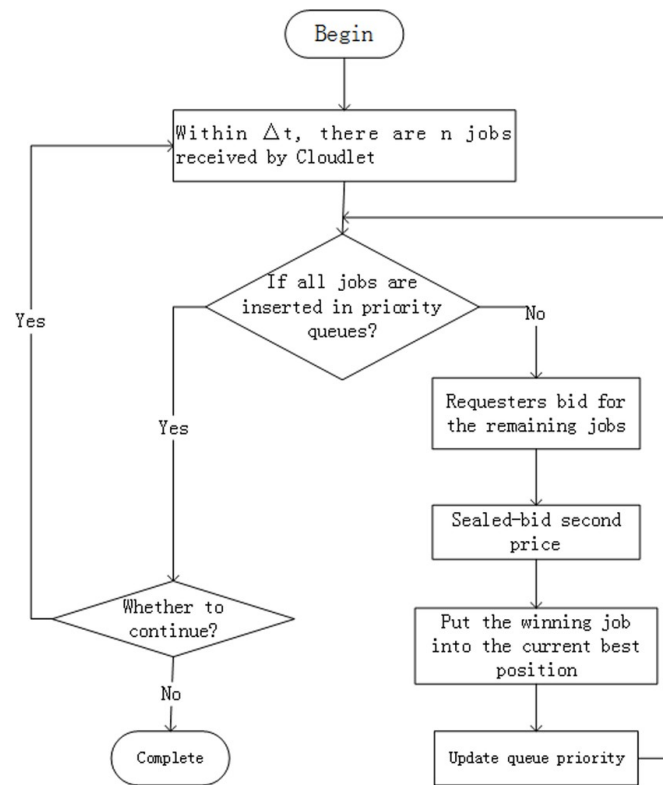 Begin
Within Δt, there are n jobs
received by Cloudlet
If all jobs are
inserted in priority
queues?
No
Yes
Yes
Requesters bid for
the remaining jobs
Sealed-bid second
price
Put the winning job
into the current best
position
Whether to
continue?
No
Complete
Update queue priority